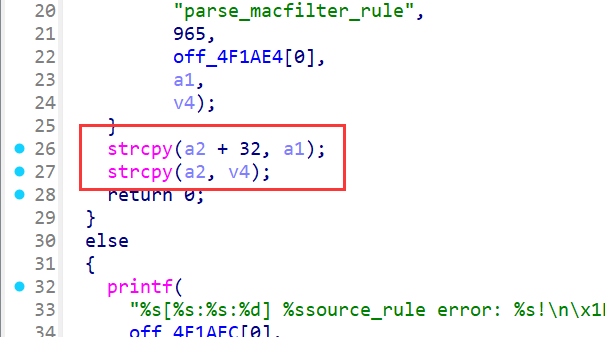 20 "parse_macfilter_rule",
21 965,
22 off_4F1AE4[0],
23 a1,
24 v4);
25 }
26 strcpy(a2 + 32, a1);
27 strcpy(a2, v4);
28 return 0;
29 }
30 else
31 {
32 printf(
33 "%s[%s:%s:%d] %ssource_rule error: %s!\n\x1
34 off_4F1AEC[0],